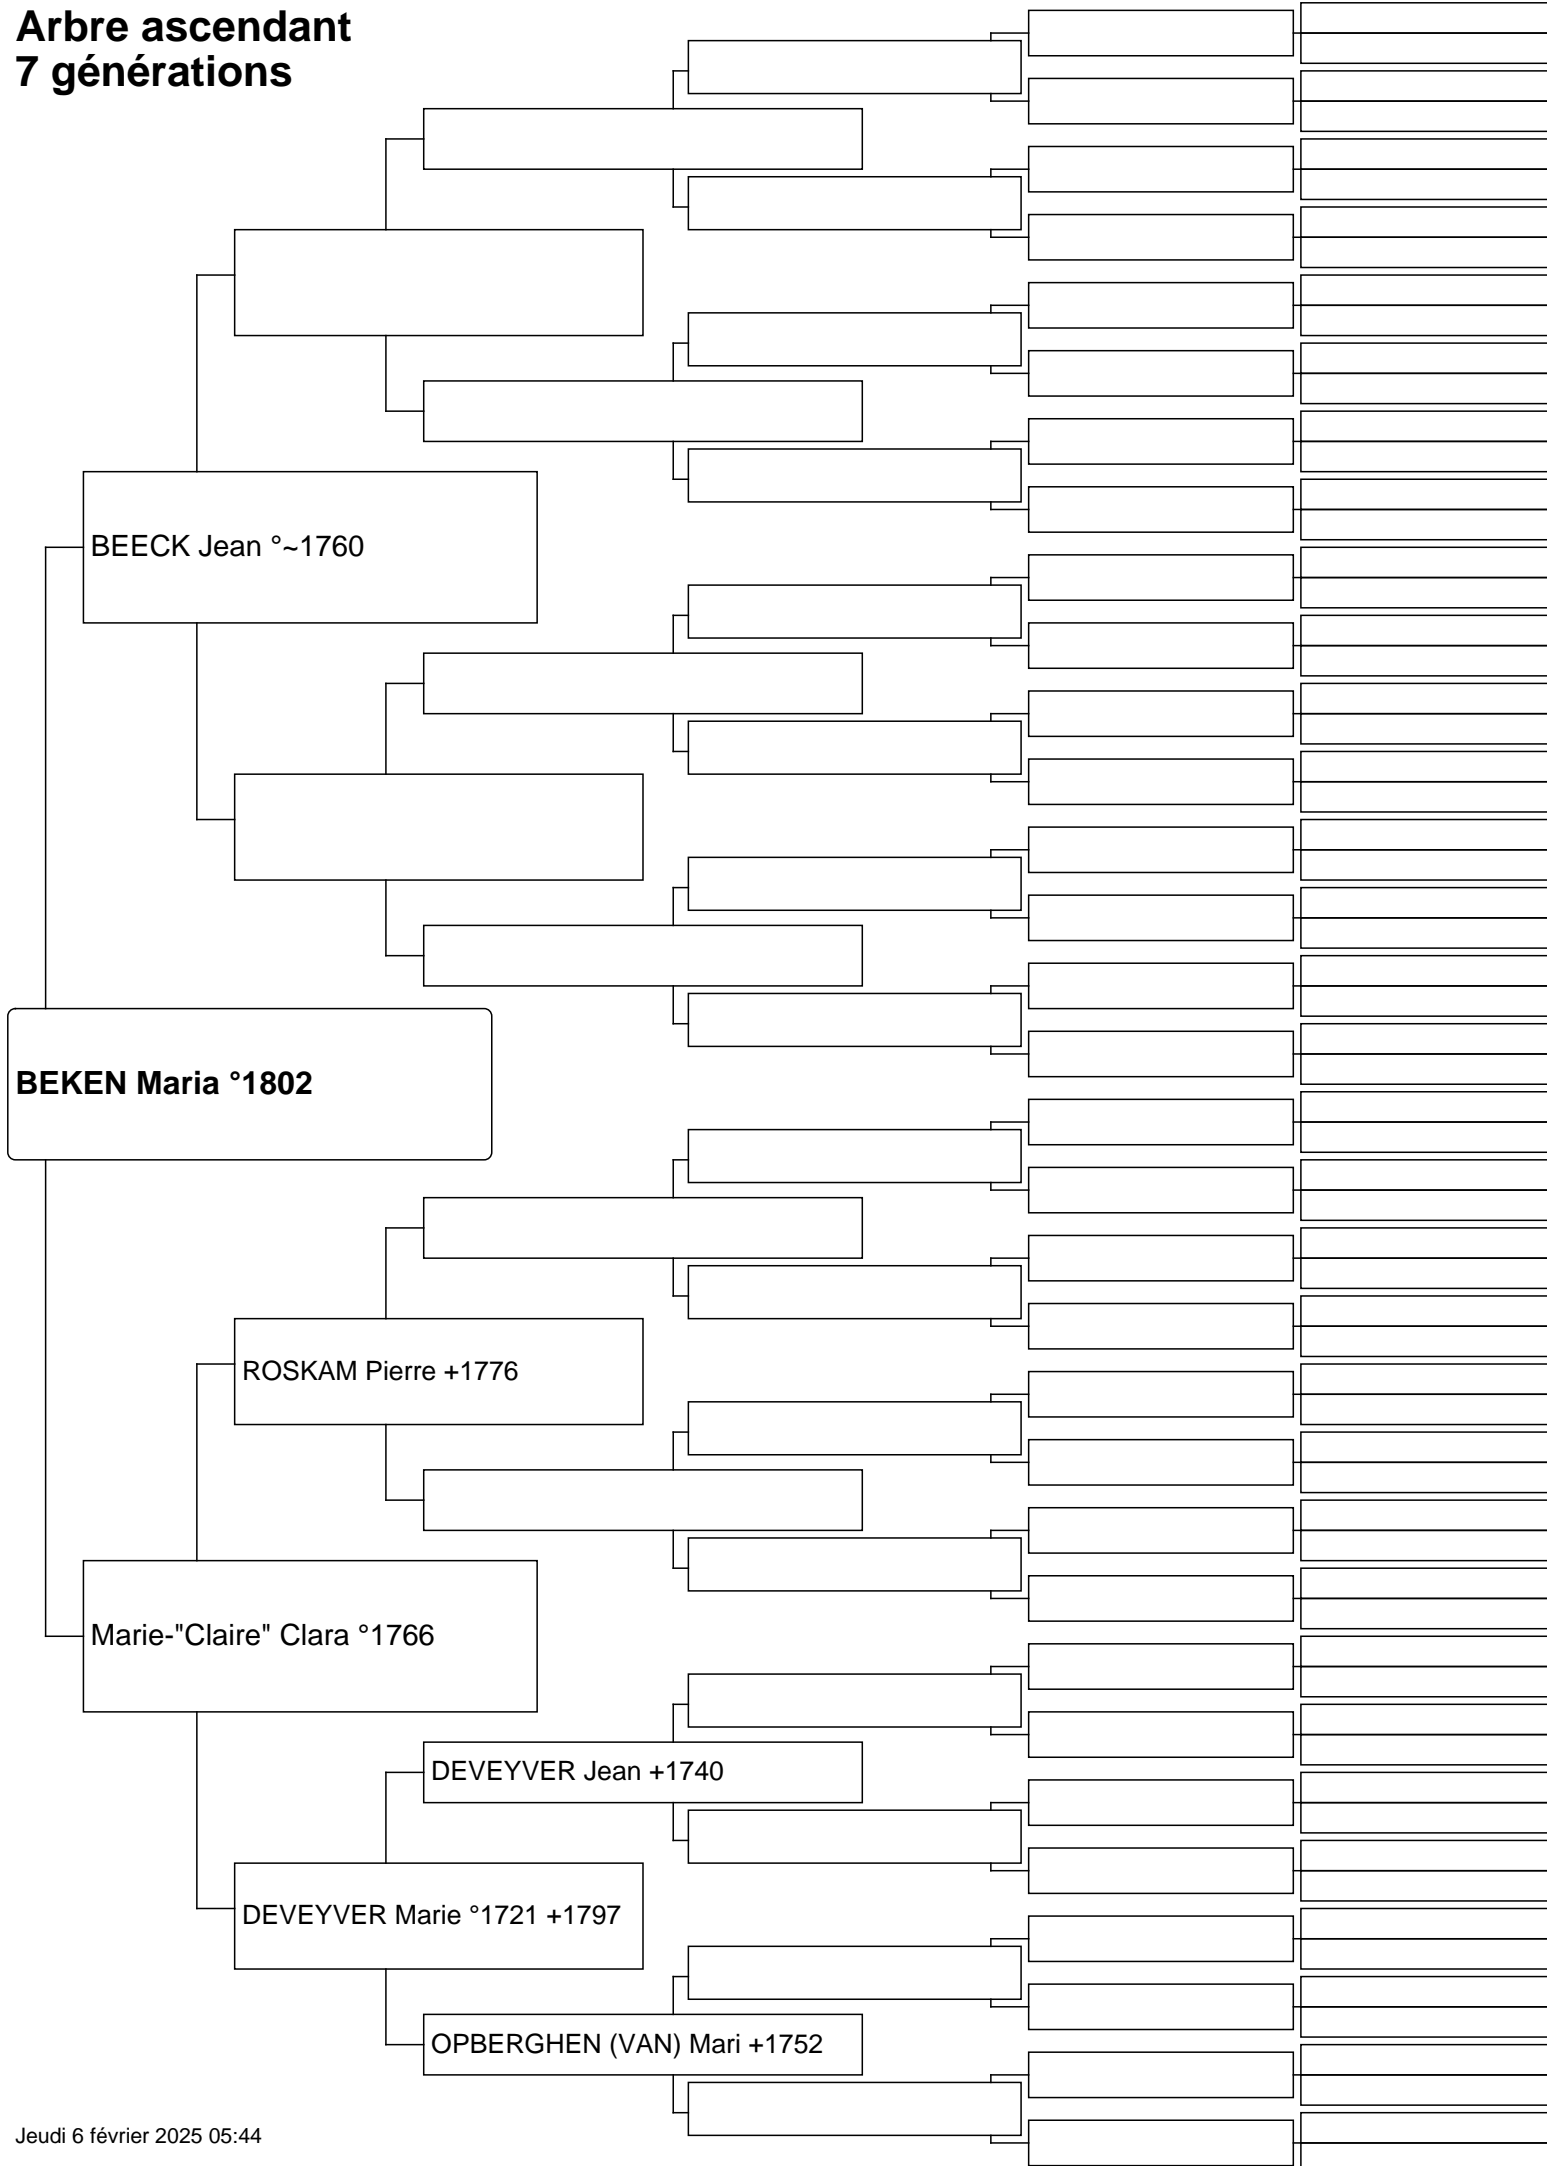 Arbre ascendant
7 générations
BEECK Jean °~1760
BEKEN Maria °1802
ROSKAM Pierre +1776
Marie-"Claire" Clara °1766
DEVEYVER Jean +1740
DEVEYVER Marie °1721 +1797
OPBERGHEN (VAN) Mari +1752
Jeudi 6 février 2025 05:44